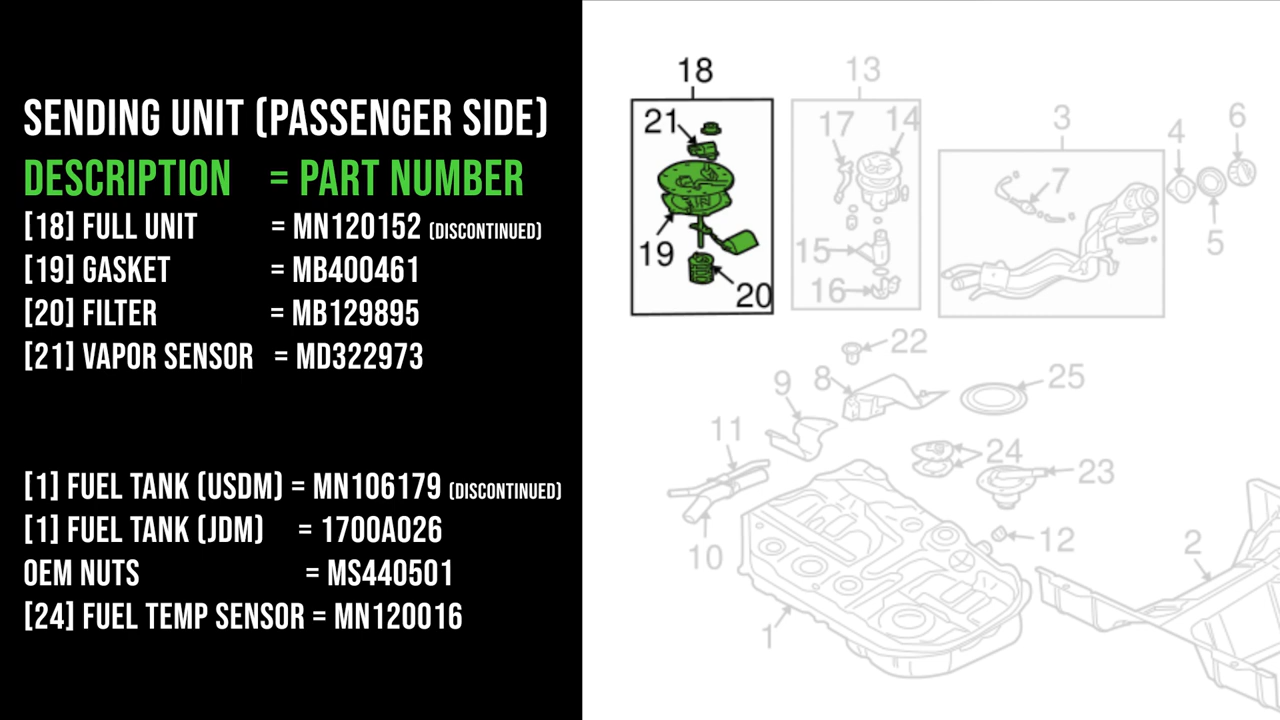 SENDING UNIT (PASSENGER SIDE)
DESCRIPTION = PART NUMBER
[18] FULL UNIT = MN120152 (DISCONTINUED)
[19] GASKET = MB400461
[20] FILTER = MB129895
[21] VAPOR SENSOR = MD322973
[1] FUEL TANK (USDM) = MN106179 (DISCONTINUED)
[1] FUEL TANK (JDM) = 1700A026
OEM NUTS = MS440501
[24] FUEL TEMP SENSOR = MN120016
18
13
21
17
14
3
4
6
7
19
15
5
20
16
22
9
8
25
11
24
23
10
12
2
1